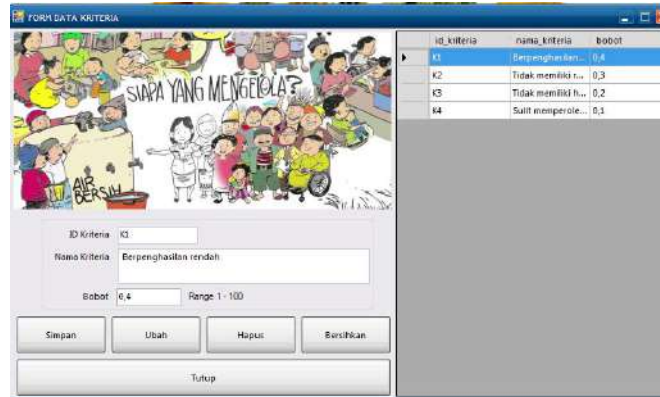 FORM DATA KRITERIA
SIAPA YANG MENGELOLA?
AIR
BERSIH
ID Kriteria K1
Nama Kriteria Berpenghasilan rendah
Bobot 0,4 Range 1 - 100
Simpan Ubah Hapus Bersihkan
Tutup
id_kriteria nama_kriteria bobot
K1 Berpenghasilan... 0,4
K2 Tidak memiliki r... 0,3
K3 Tidak memiliki h... 0,2
K4 Sulit memperole... 0,1